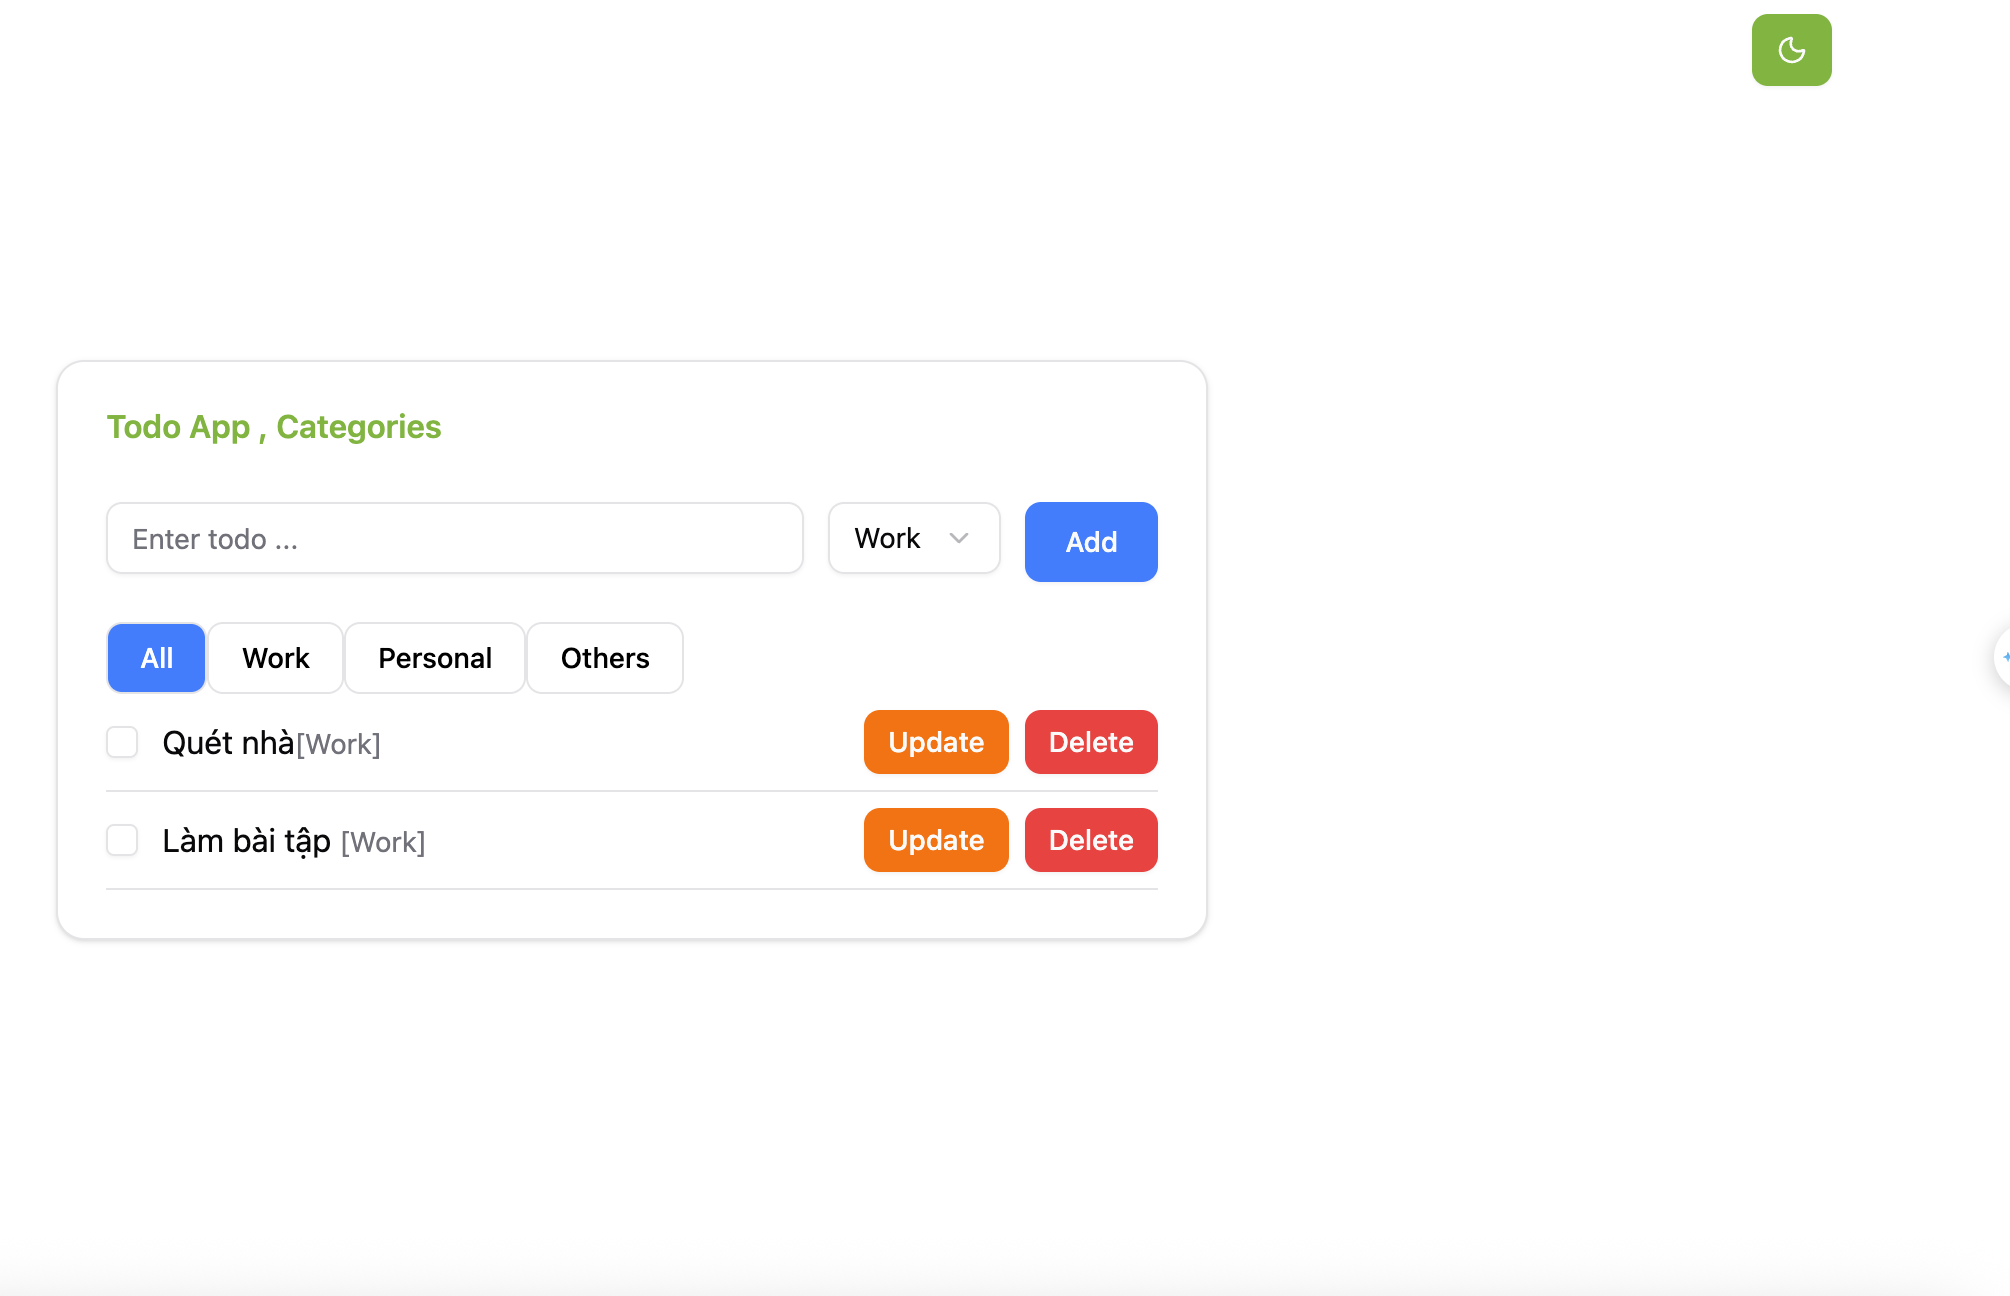 Todo App , Categories
Enter todo ... Work Add
All Work Personal Others
Quét nhà[Work] Update Delete
Làm bài tập [Work] Update Delete